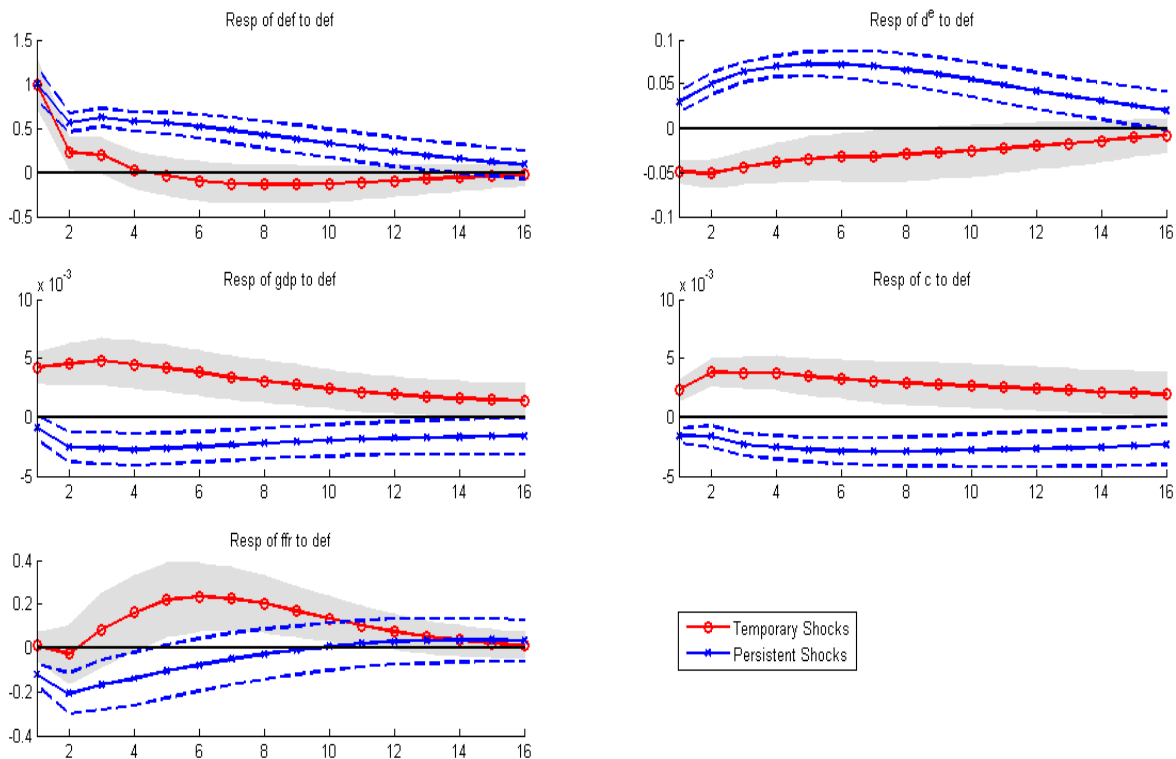 Resp of def to def
1.5
1
0.5
0
-0.5
2 4 6 8 10 12 14 16
Resp of dᵉ to def
0.1
0.05
0
-0.05
-0.1
2 4 6 8 10 12 14 16
Resp of gdp to def
x 10⁻³
10
5
0
-5
2 4 6 8 10 12 14 16
Resp of c to def
x 10⁻³
10
5
0
-5
2 4 6 8 10 12 14 16
Resp of ffr to def
0.4
0.2
0
-0.2
-0.4
2 4 6 8 10 12 14 16
Temporary Shocks
Persistent Shocks